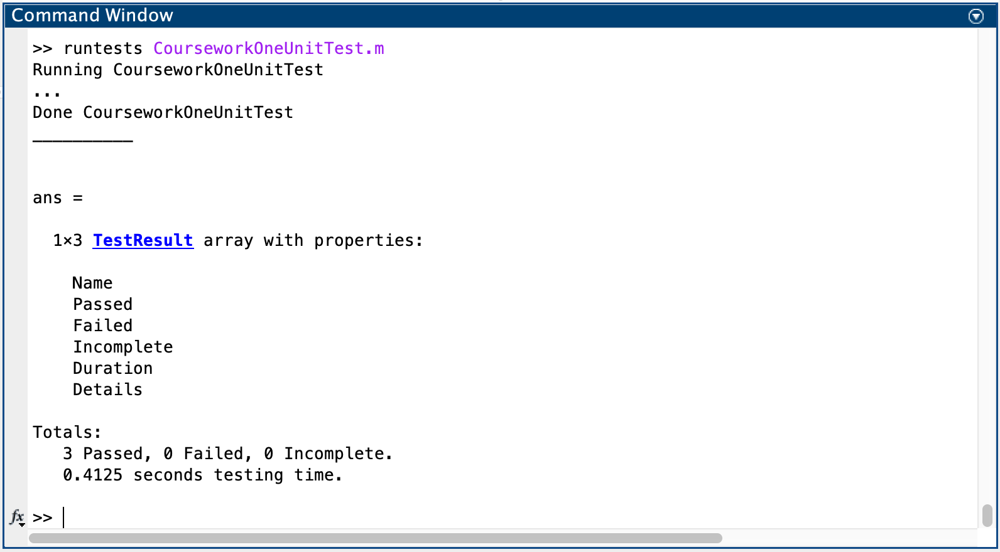 Command Window
>> runtests CourseworkOneUnitTest.m
Running CourseworkOneUnitTest
...
Done CourseworkOneUnitTest
__________
ans =
1×3 TestResult array with properties:
Name
Passed
Failed
Incomplete
Duration
Details
Totals:
3 Passed, 0 Failed, 0 Incomplete.
0.4125 seconds testing time.
fx >>